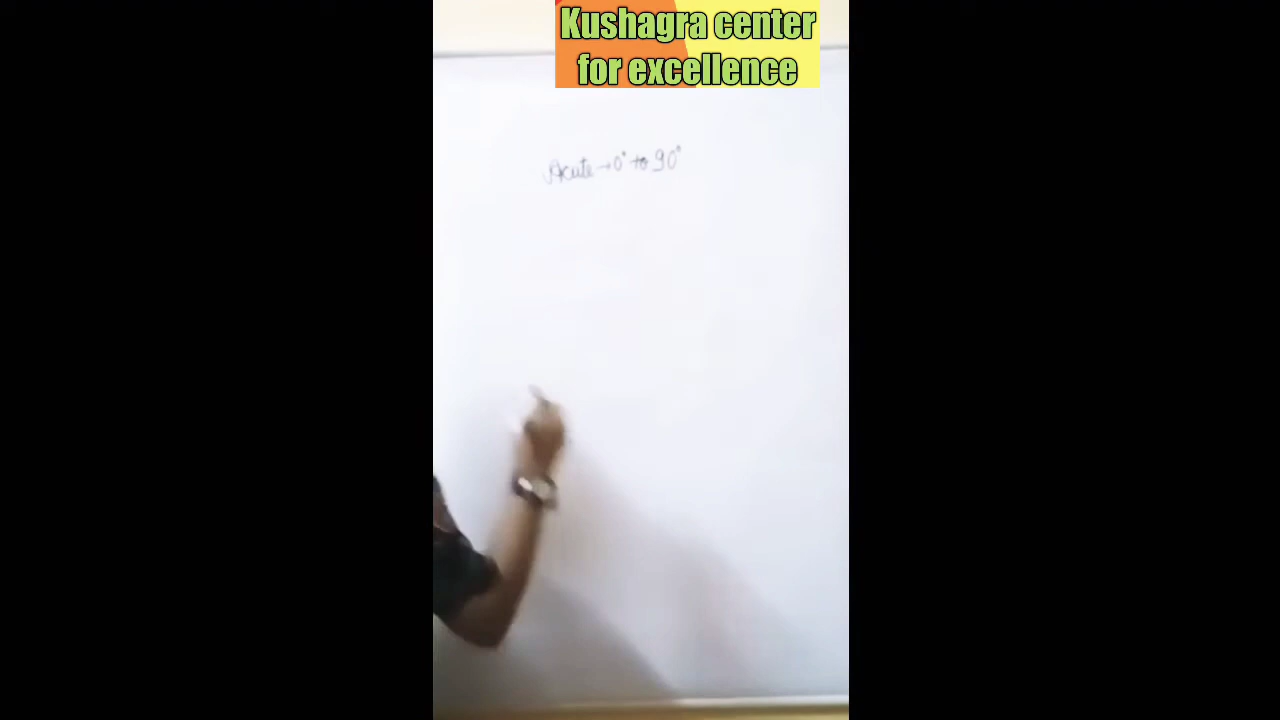 Kushagra center
for excellence
Acute → 0° to 90°